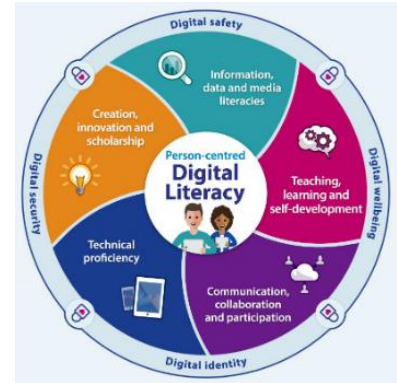 Digital safety
Information,
data and media
literacies
Creation,
innovation and
scholarship
Person-centred
Digital
Literacy
Teaching,
learning and
self-development
Digital security
Digital wellbeing
Technical
proficiency
Communication,
collaboration
and participation
Digital identity